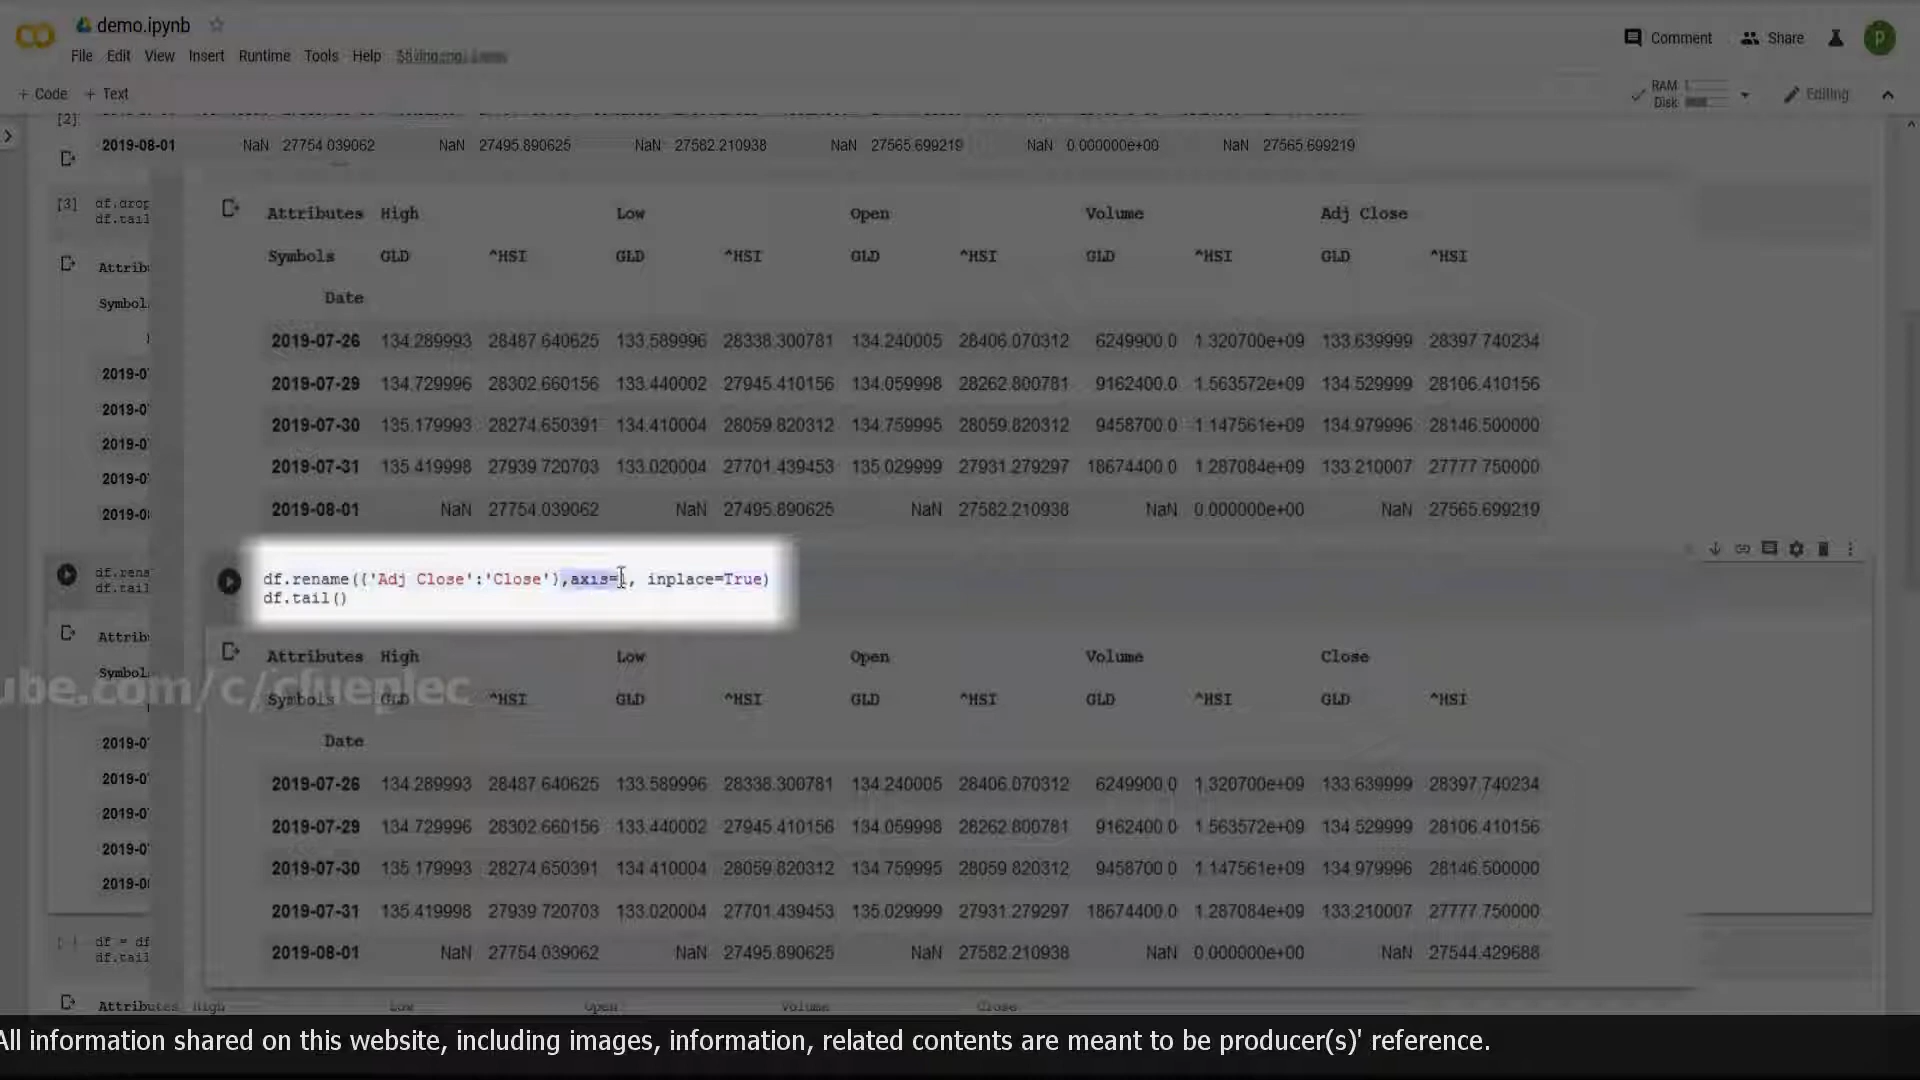 demo.ipynb
File Edit View Insert Runtime Tools Help
Comment Share P
+ Code + Text
RAM
Disk
Editing
[2]
2019-08-01 NaN 27754.039062 NaN 27495.890625 NaN 27582.210938 NaN 27565.699219 NaN 0.000000e+00 NaN 27565.699219
[3] df.drop
df.tail
Attributes High Low Open Volume Adj Close
Symbols GLD ^HSI GLD ^HSI GLD ^HSI GLD ^HSI GLD ^HSI
Date
2019-07-26 134.289993 28487.640625 133.589996 28338.300781 134.240005 28406.070312 6249900.0 1.320700e+09 133.639999 28397.740234
2019-07-29 134.729996 28302.660156 133.440002 27945.410156 134.059998 28262.800781 9162400.0 1.563572e+09 134.529999 28106.410156
2019-07-30 135.179993 28274.650391 134.410004 28059.820312 134.759995 28059.820312 9458700.0 1.147561e+09 134.979996 28146.500000
2019-07-31 135.419998 27939.720703 133.020004 27701.439453 135.029999 27931.279297 18674400.0 1.287084e+09 133.210007 27777.750000
2019-08-01 NaN 27754.039062 NaN 27495.890625 NaN 27582.210938 NaN 0.000000e+00 NaN 27565.699219
df.rename({'Adj Close':'Close'},axis=1, inplace=True)
df.tail()
Attributes High Low Open Volume Close
Symbols GLD ^HSI GLD ^HSI GLD ^HSI GLD ^HSI GLD ^HSI
Date
2019-07-26 134.289993 28487.640625 133.589996 28338.300781 134.240005 28406.070312 6249900.0 1.320700e+09 133.639999 28397.740234
2019-07-29 134.729996 28302.660156 133.440002 27945.410156 134.059998 28262.800781 9162400.0 1.563572e+09 134.529999 28106.410156
2019-07-30 135.179993 28274.650391 134.410004 28059.820312 134.759995 28059.820312 9458700.0 1.147561e+09 134.979996 28146.500000
2019-07-31 135.419998 27939.720703 133.020004 27701.439453 135.029999 27931.279297 18674400.0 1.287084e+09 133.210007 27777.750000
2019-08-01 NaN 27754.039062 NaN 27495.890625 NaN 27582.210938 NaN 0.000000e+00 NaN 27544.429688
[ ] df = df
df.tail
Attributes High Low Open Volume Close
All information shared on this website, including images, information, related contents are meant to be producer(s)' reference.